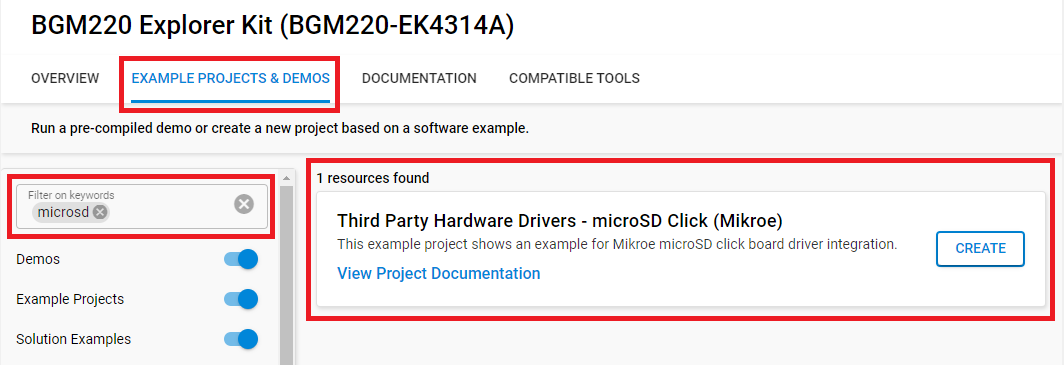 BGM220 Explorer Kit (BGM220-EK4314A)
OVERVIEW
EXAMPLE PROJECTS & DEMOS
DOCUMENTATION
COMPATIBLE TOOLS
Run a pre-compiled demo or create a new project based on a software example.
Filter on keywords
microsd
Demos
Example Projects
Solution Examples
1 resources found
Third Party Hardware Drivers - microSD Click (Mikroe)
This example project shows an example for Mikroe microSD click board driver integration.
View Project Documentation
CREATE